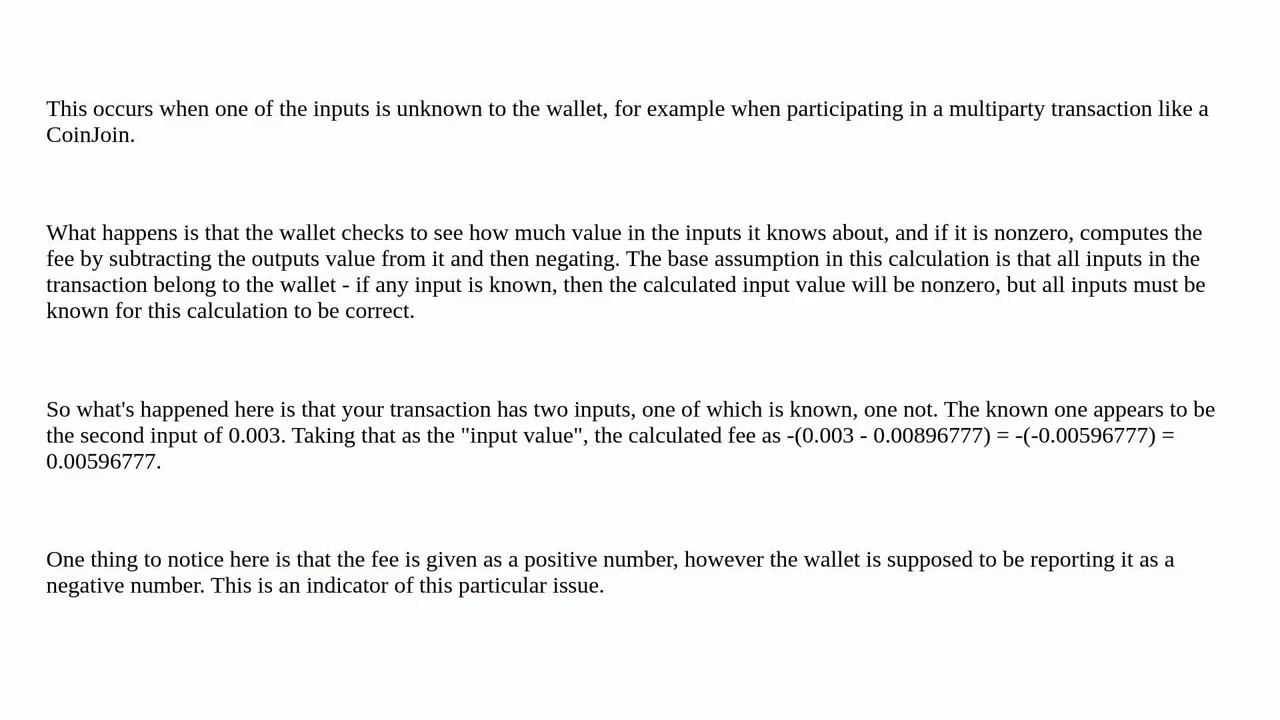 This occurs when one of the inputs is unknown to the wallet, for example when participating in a multiparty transaction like a
CoinJoin.
What happens is that the wallet checks to see how much value in the inputs it knows about, and if it is nonzero, computes the
fee by subtracting the outputs value from it and then negating. The base assumption in this calculation is that all inputs in the
transaction belong to the wallet - if any input is known, then the calculated input value will be nonzero, but all inputs must be
known for this calculation to be correct.
So what's happened here is that your transaction has two inputs, one of which is known, one not. The known one appears to be
the second input of 0.003. Taking that as the "input value", the calculated fee as -(0.003 - 0.00896777) = -(-0.00596777) =
0.00596777.
One thing to notice here is that the fee is given as a positive number, however the wallet is supposed to be reporting it as a
negative number. This is an indicator of this particular issue.